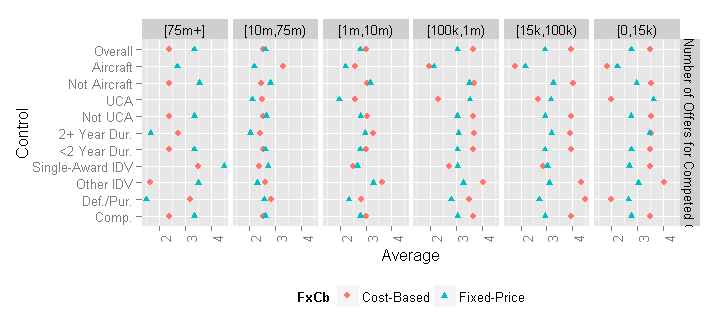 [75m+] [10m,75m) [1m,10m) [100k,1m) [15k,100k) [0,15k)
Control
Overall
Aircraft
Not Aircraft
UCA
Not UCA
2+ Year Dur.
<2 Year Dur.
Single-Award IDV
Other IDV
Def./Pur.
Comp.
Number of Offers for Competed
2 3 4 2 3 4 2 3 4 2 3 4 2 3 4 2 3 4
Average
FxCb Cost-Based Fixed-Price